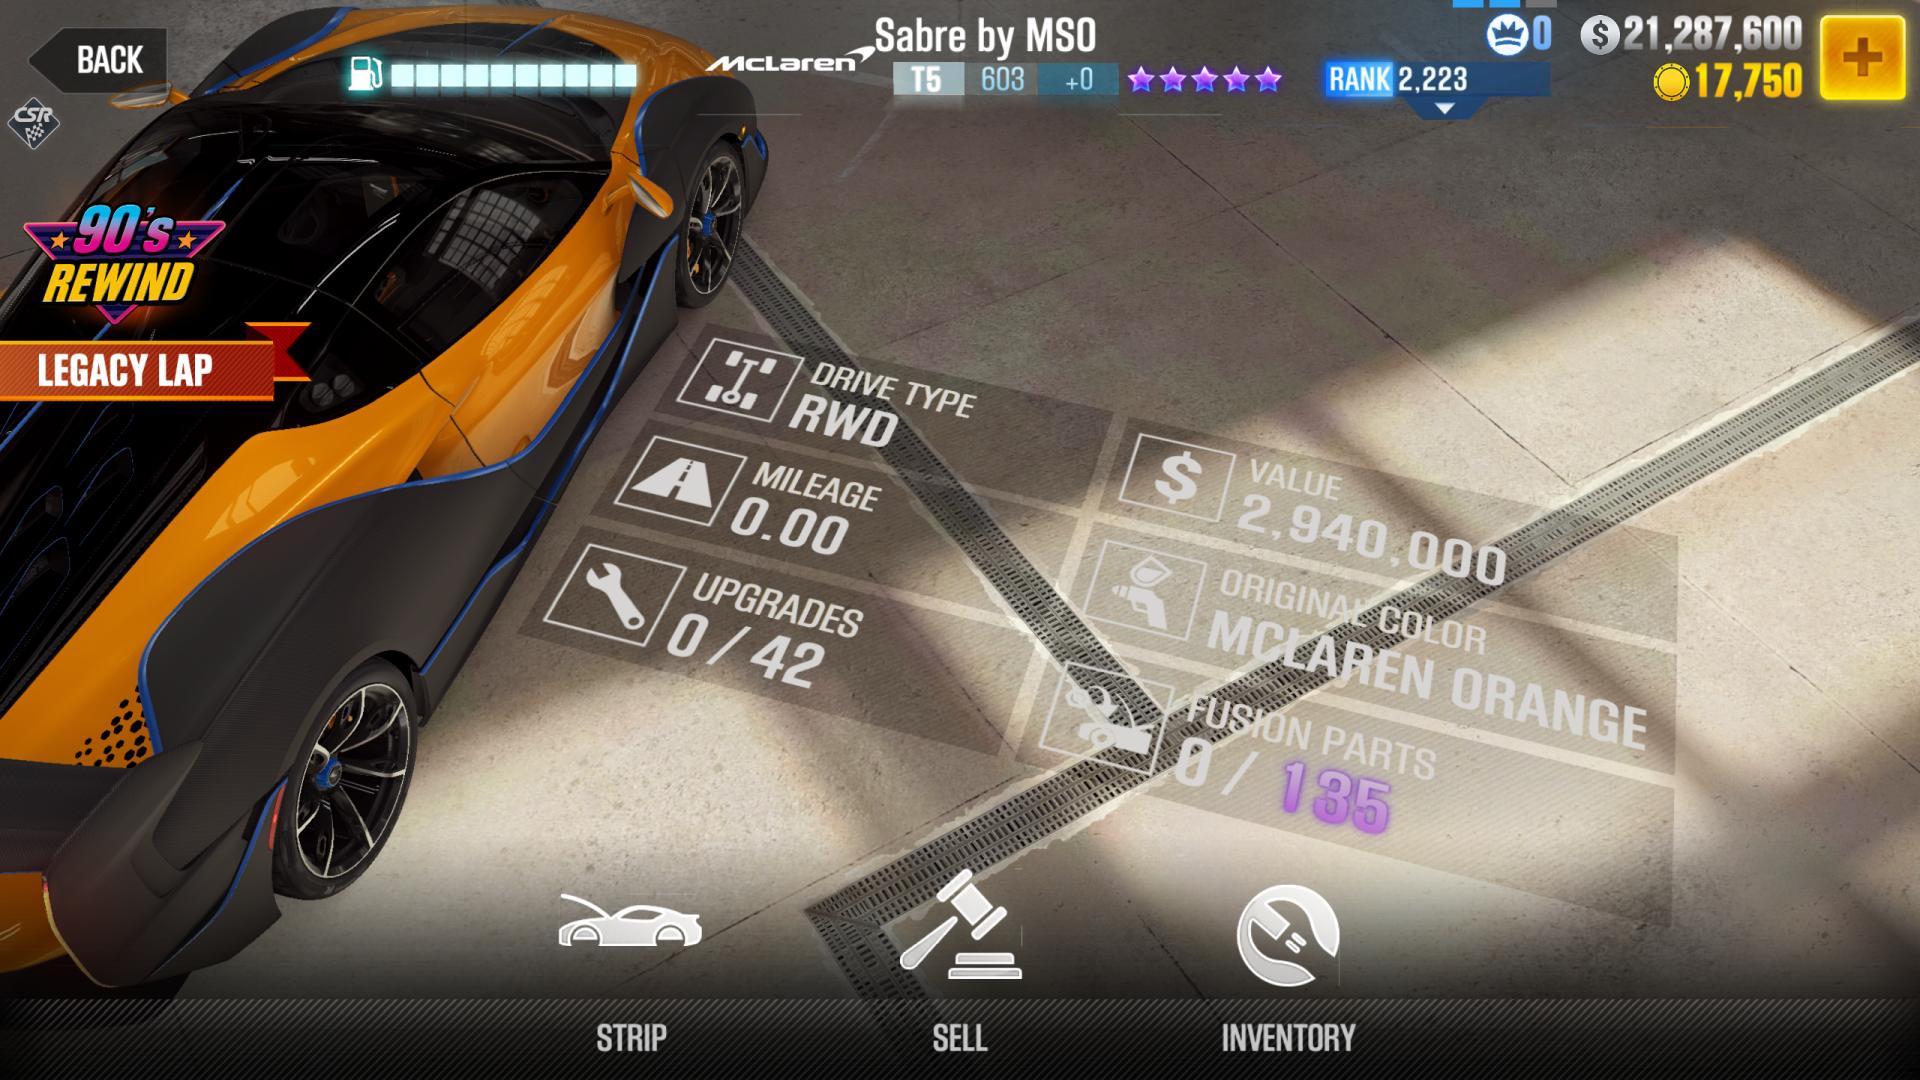 BACK
Sabre by MSO
McLaren
T5 603 +0
RANK 2,223
0
21,287,600
17,750
CSR
90's
REWIND
LEGACY LAP
DRIVE TYPE
RWD
MILEAGE
0.00
UPGRADES
0/42
VALUE
2,940,000
ORIGINAL COLOR
MCLAREN ORANGE
FUSION PARTS
0/ 135
STRIP
SELL
INVENTORY